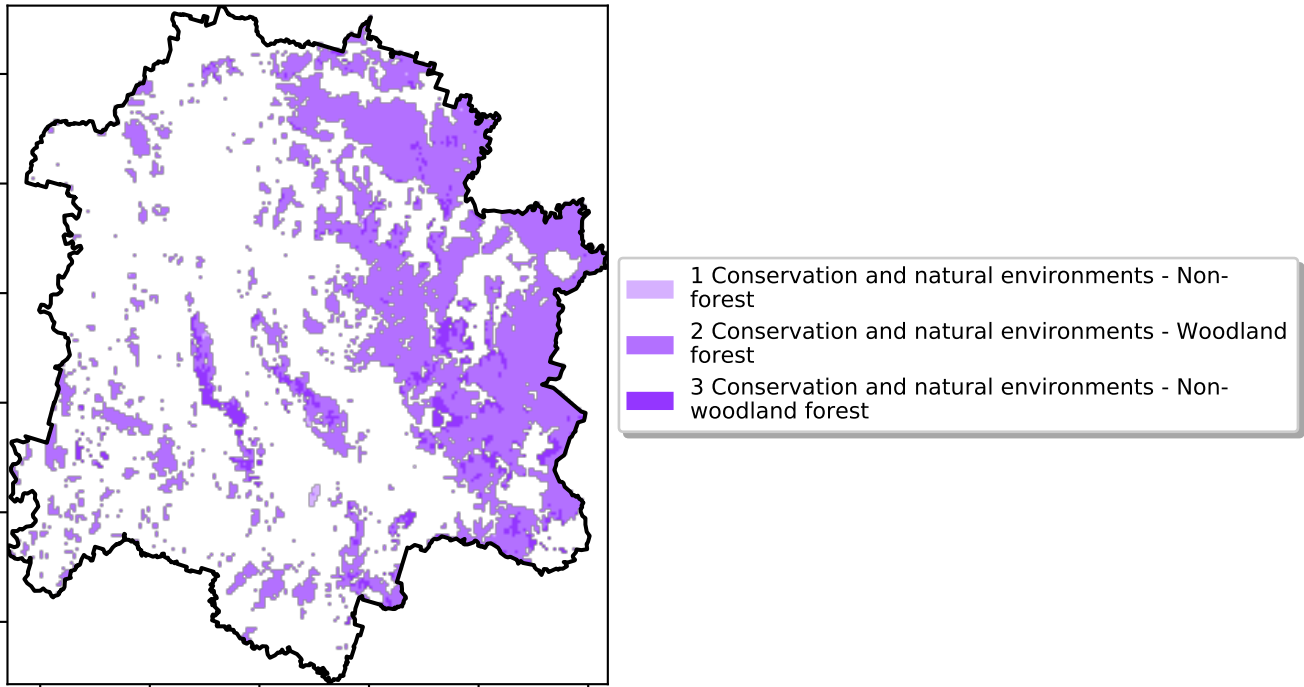 1 Conservation and natural environments - Non-
forest
2 Conservation and natural environments - Woodland
forest
3 Conservation and natural environments - Non-
woodland forest